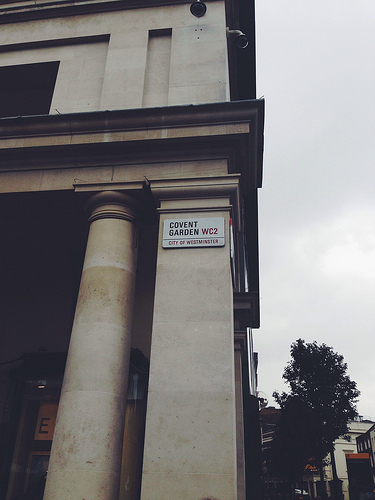 COVENT
GARDEN WC2
CITY OF WESTMINSTER
E